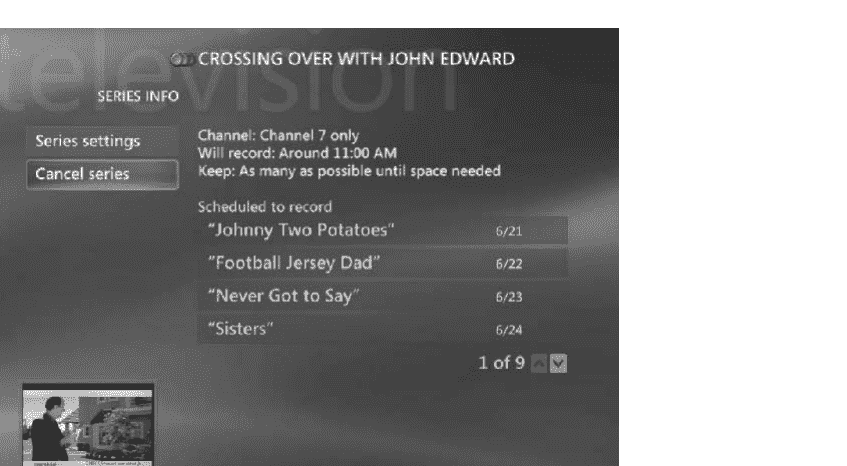 television
CROSSING OVER WITH JOHN EDWARD
SERIES INFO
Series settings
Cancel series
Channel: Channel 7 only
Will record: Around 11:00 AM
Keep: As many as possible until space needed
Scheduled to record
"Johnny Two Potatoes" 6/21
"Football Jersey Dad" 6/22
"Never Got to Say" 6/23
"Sisters" 6/24
1 of 9